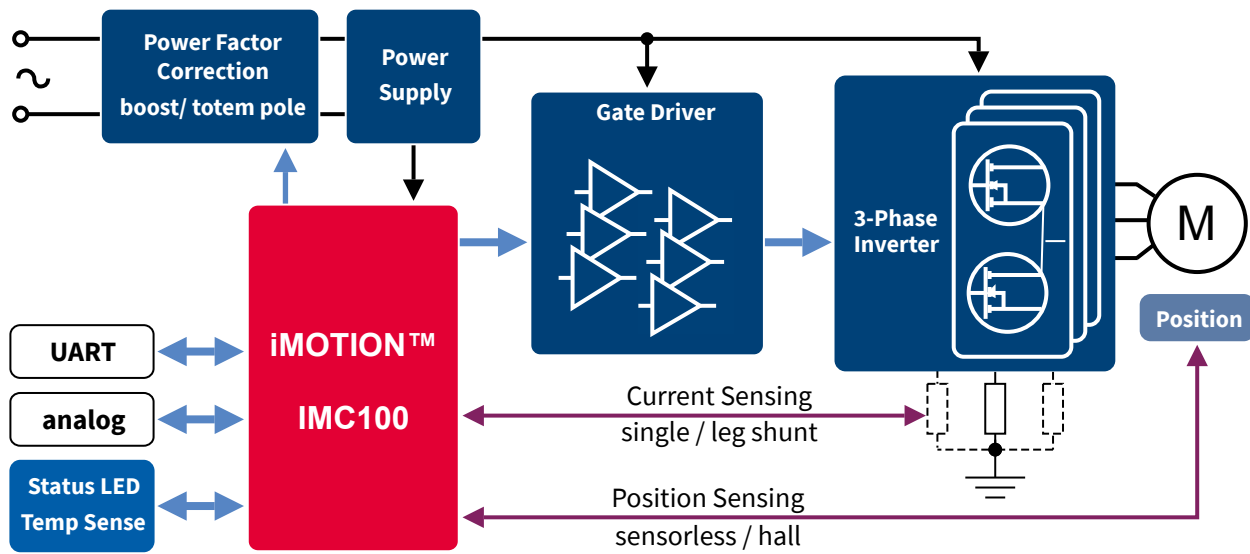 Power Factor
Correction
boost/ totem pole
Power
Supply
Gate Driver
3-Phase
Inverter
M
Position
iMOTION™
IMC100
UART
analog
Status LED
Temp Sense
Current Sensing
single / leg shunt
Position Sensing
sensorless / hall